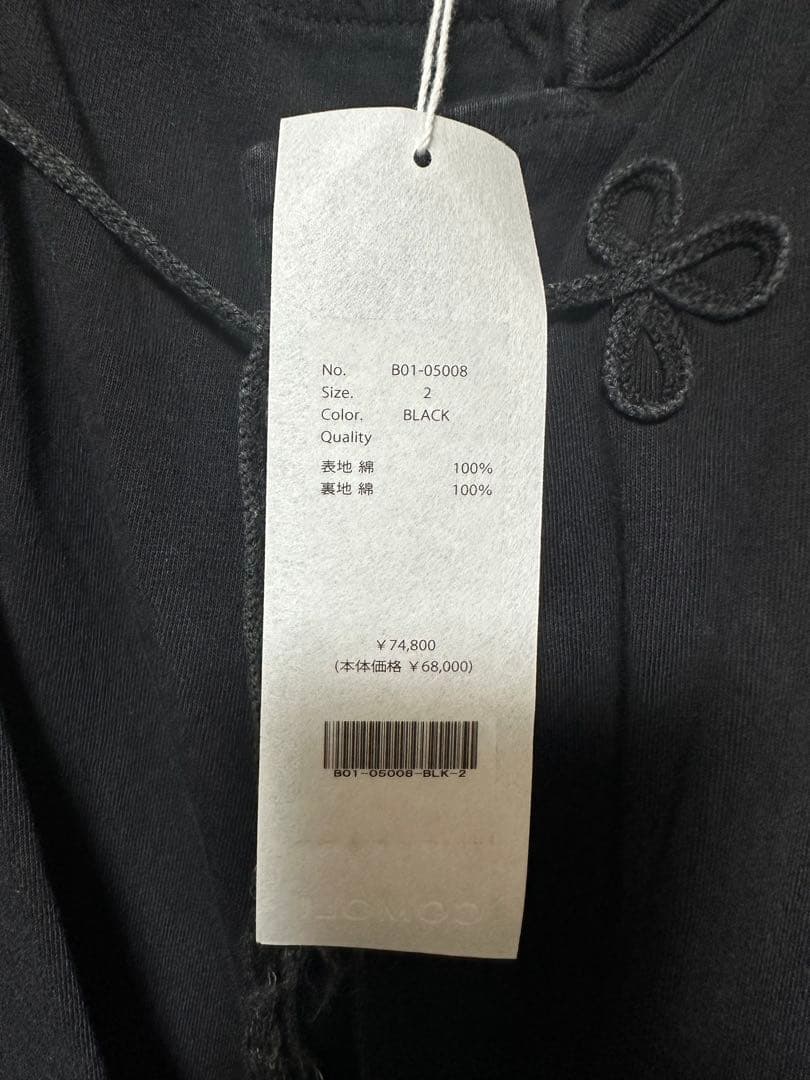 No. B01-05008
Size. 2
Color. BLACK
Quality
表地 綿 100%
裏地 綿 100%
￥74,800
(本体価格 ￥68,000)
B01-05008-BLK-2